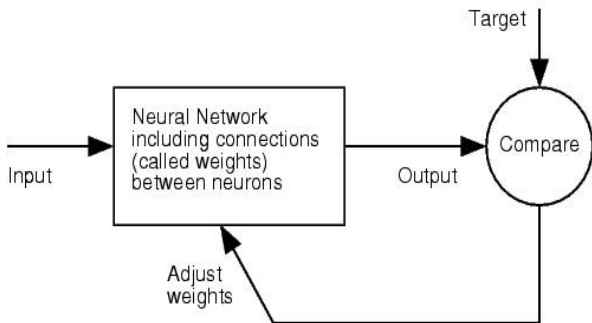 Target
Neural Network
including connections
(called weights)
between neurons
Compare
Input
Output
Adjust
weights